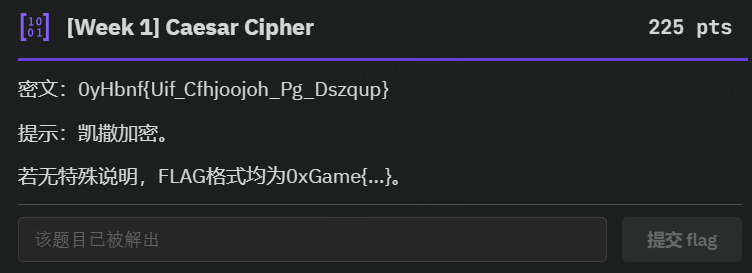 [Week 1] Caesar Cipher 225 pts
密文：0yHbnf{Uif_Cfhjoojoh_Pg_Dszqup}
提示：凯撒加密。
若无特殊说明，FLAG格式均为0xGame{...}。
该题目已被解出 提交 flag